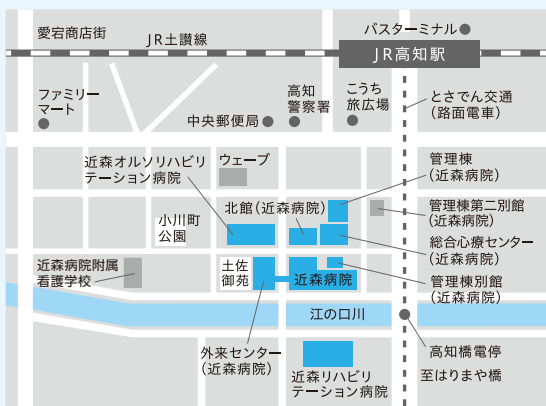 愛宕商店街
JR土讃線
バスターミナル
JR高知駅
ファミリー
マート
中央郵便局
高知
警察署
こうち
旅広場
とさでん交通
(路面電車)
近森オルソリハビリ
テーション病院
ウェーブ
管理棟
(近森病院)
北館(近森病院)
管理棟第二別館
(近森病院)
小川町
公園
総合心療センター
(近森病院)
近森病院附属
看護学校
土佐
御苑
近森病院
管理棟別館
(近森病院)
江の口川
外来センター
(近森病院)
高知橋電停
近森リハビリ
テーション病院
至はりまや橋